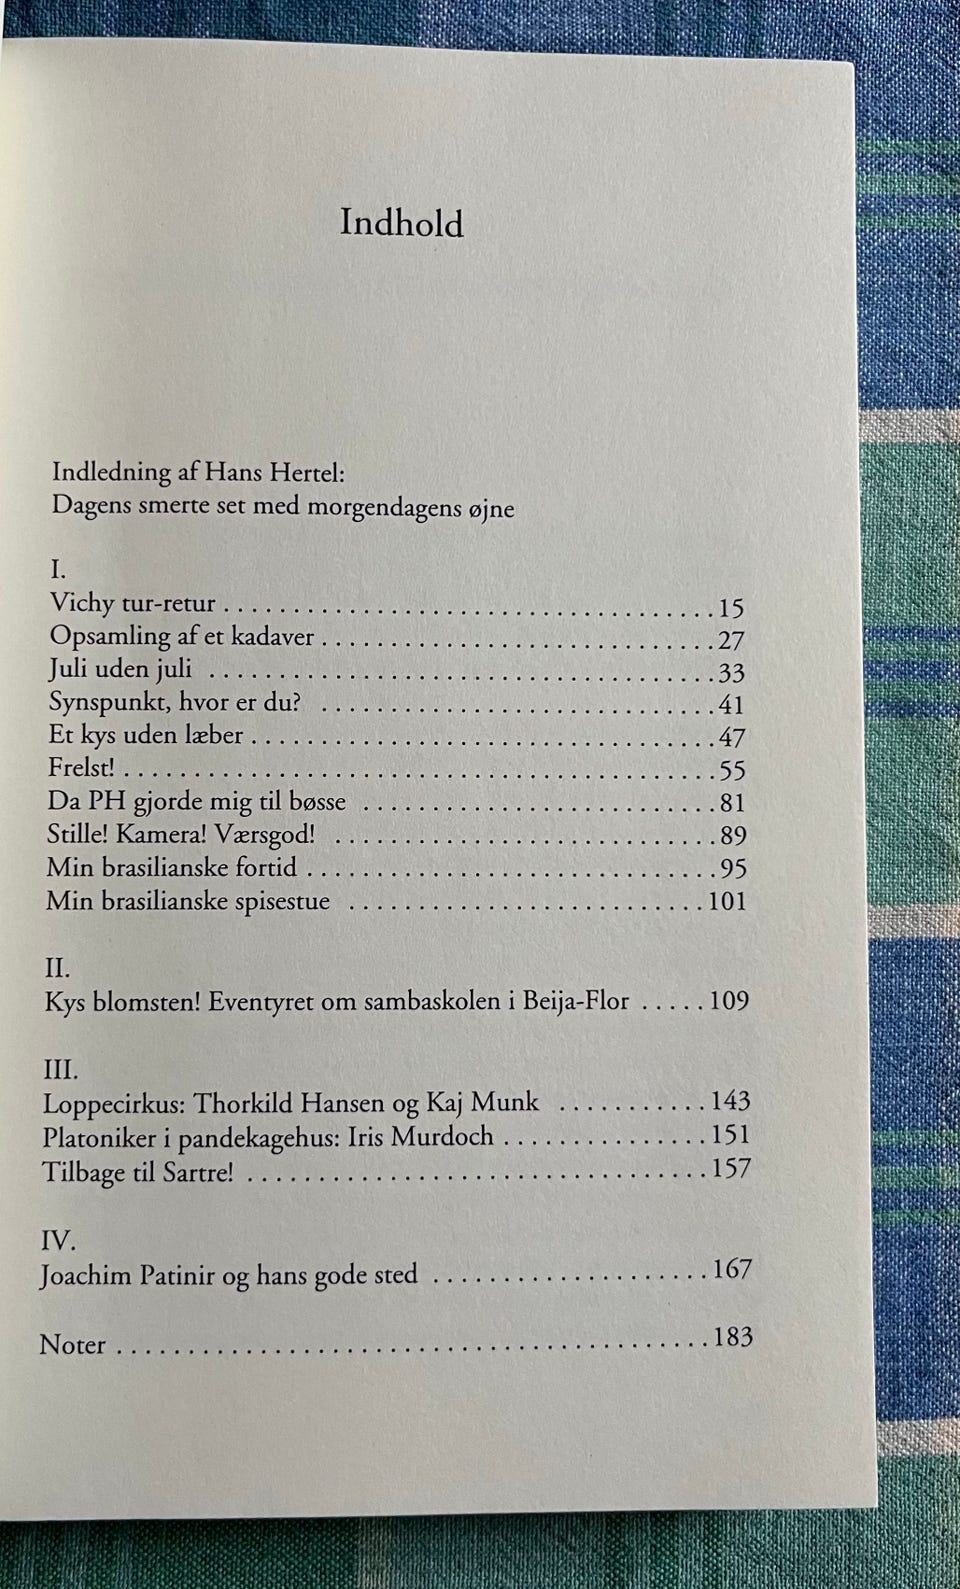 Indhold
Indledning af Hans Hertel:
Dagens smerte set med morgendagens øjne
I.
Vichy tur-retur . . . . . . . . . . . . . . . . . . . . . . . . . . . . . . . . . . . 15
Opsamling af et kadaver . . . . . . . . . . . . . . . . . . . . . . . . . . . . 27
Juli uden juli . . . . . . . . . . . . . . . . . . . . . . . . . . . . . . . . . . . . 33
Synspunkt, hvor er du? . . . . . . . . . . . . . . . . . . . . . . . . . . . . 41
Et kys uden læber . . . . . . . . . . . . . . . . . . . . . . . . . . . . . . . . . 47
Frelst! . . . . . . . . . . . . . . . . . . . . . . . . . . . . . . . . . . . . . . . . . . 55
Da PH gjorde mig til bøsse . . . . . . . . . . . . . . . . . . . . . . . . . 81
Stille! Kamera! Værsgod! . . . . . . . . . . . . . . . . . . . . . . . . . . . 89
Min brasilianske fortid . . . . . . . . . . . . . . . . . . . . . . . . . . . . . 95
Min brasilianske spisestue . . . . . . . . . . . . . . . . . . . . . . . . . . 101
II.
Kys blomsten! Eventyret om sambaskolen i Beija-Flor . . . . . 109
III.
Loppecirkus: Thorkild Hansen og Kaj Munk . . . . . . . . . . . 143
Platoniker i pandekagehus: Iris Murdoch . . . . . . . . . . . . . . . 151
Tilbage til Sartre! . . . . . . . . . . . . . . . . . . . . . . . . . . . . . . . . . 157
IV.
Joachim Patinir og hans gode sted . . . . . . . . . . . . . . . . . . . . 167
Noter . . . . . . . . . . . . . . . . . . . . . . . . . . . . . . . . . . . . . . . . . . 183